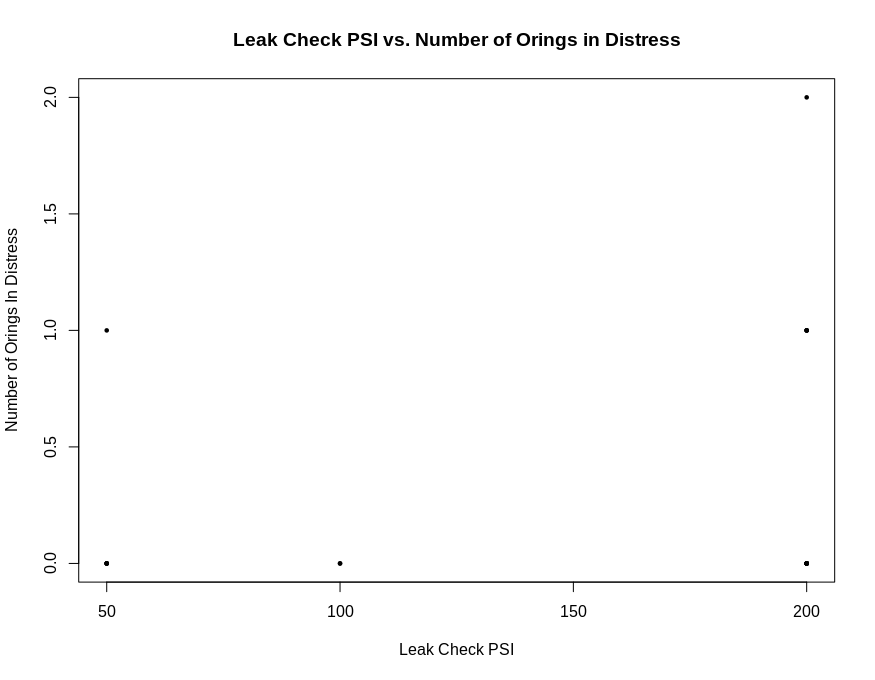 Leak Check PSI vs. Number of Orings in Distress
Number of Orings In Distress
2.0
1.5
1.0
0.5
0.0
50 100 150 200
Leak Check PSI